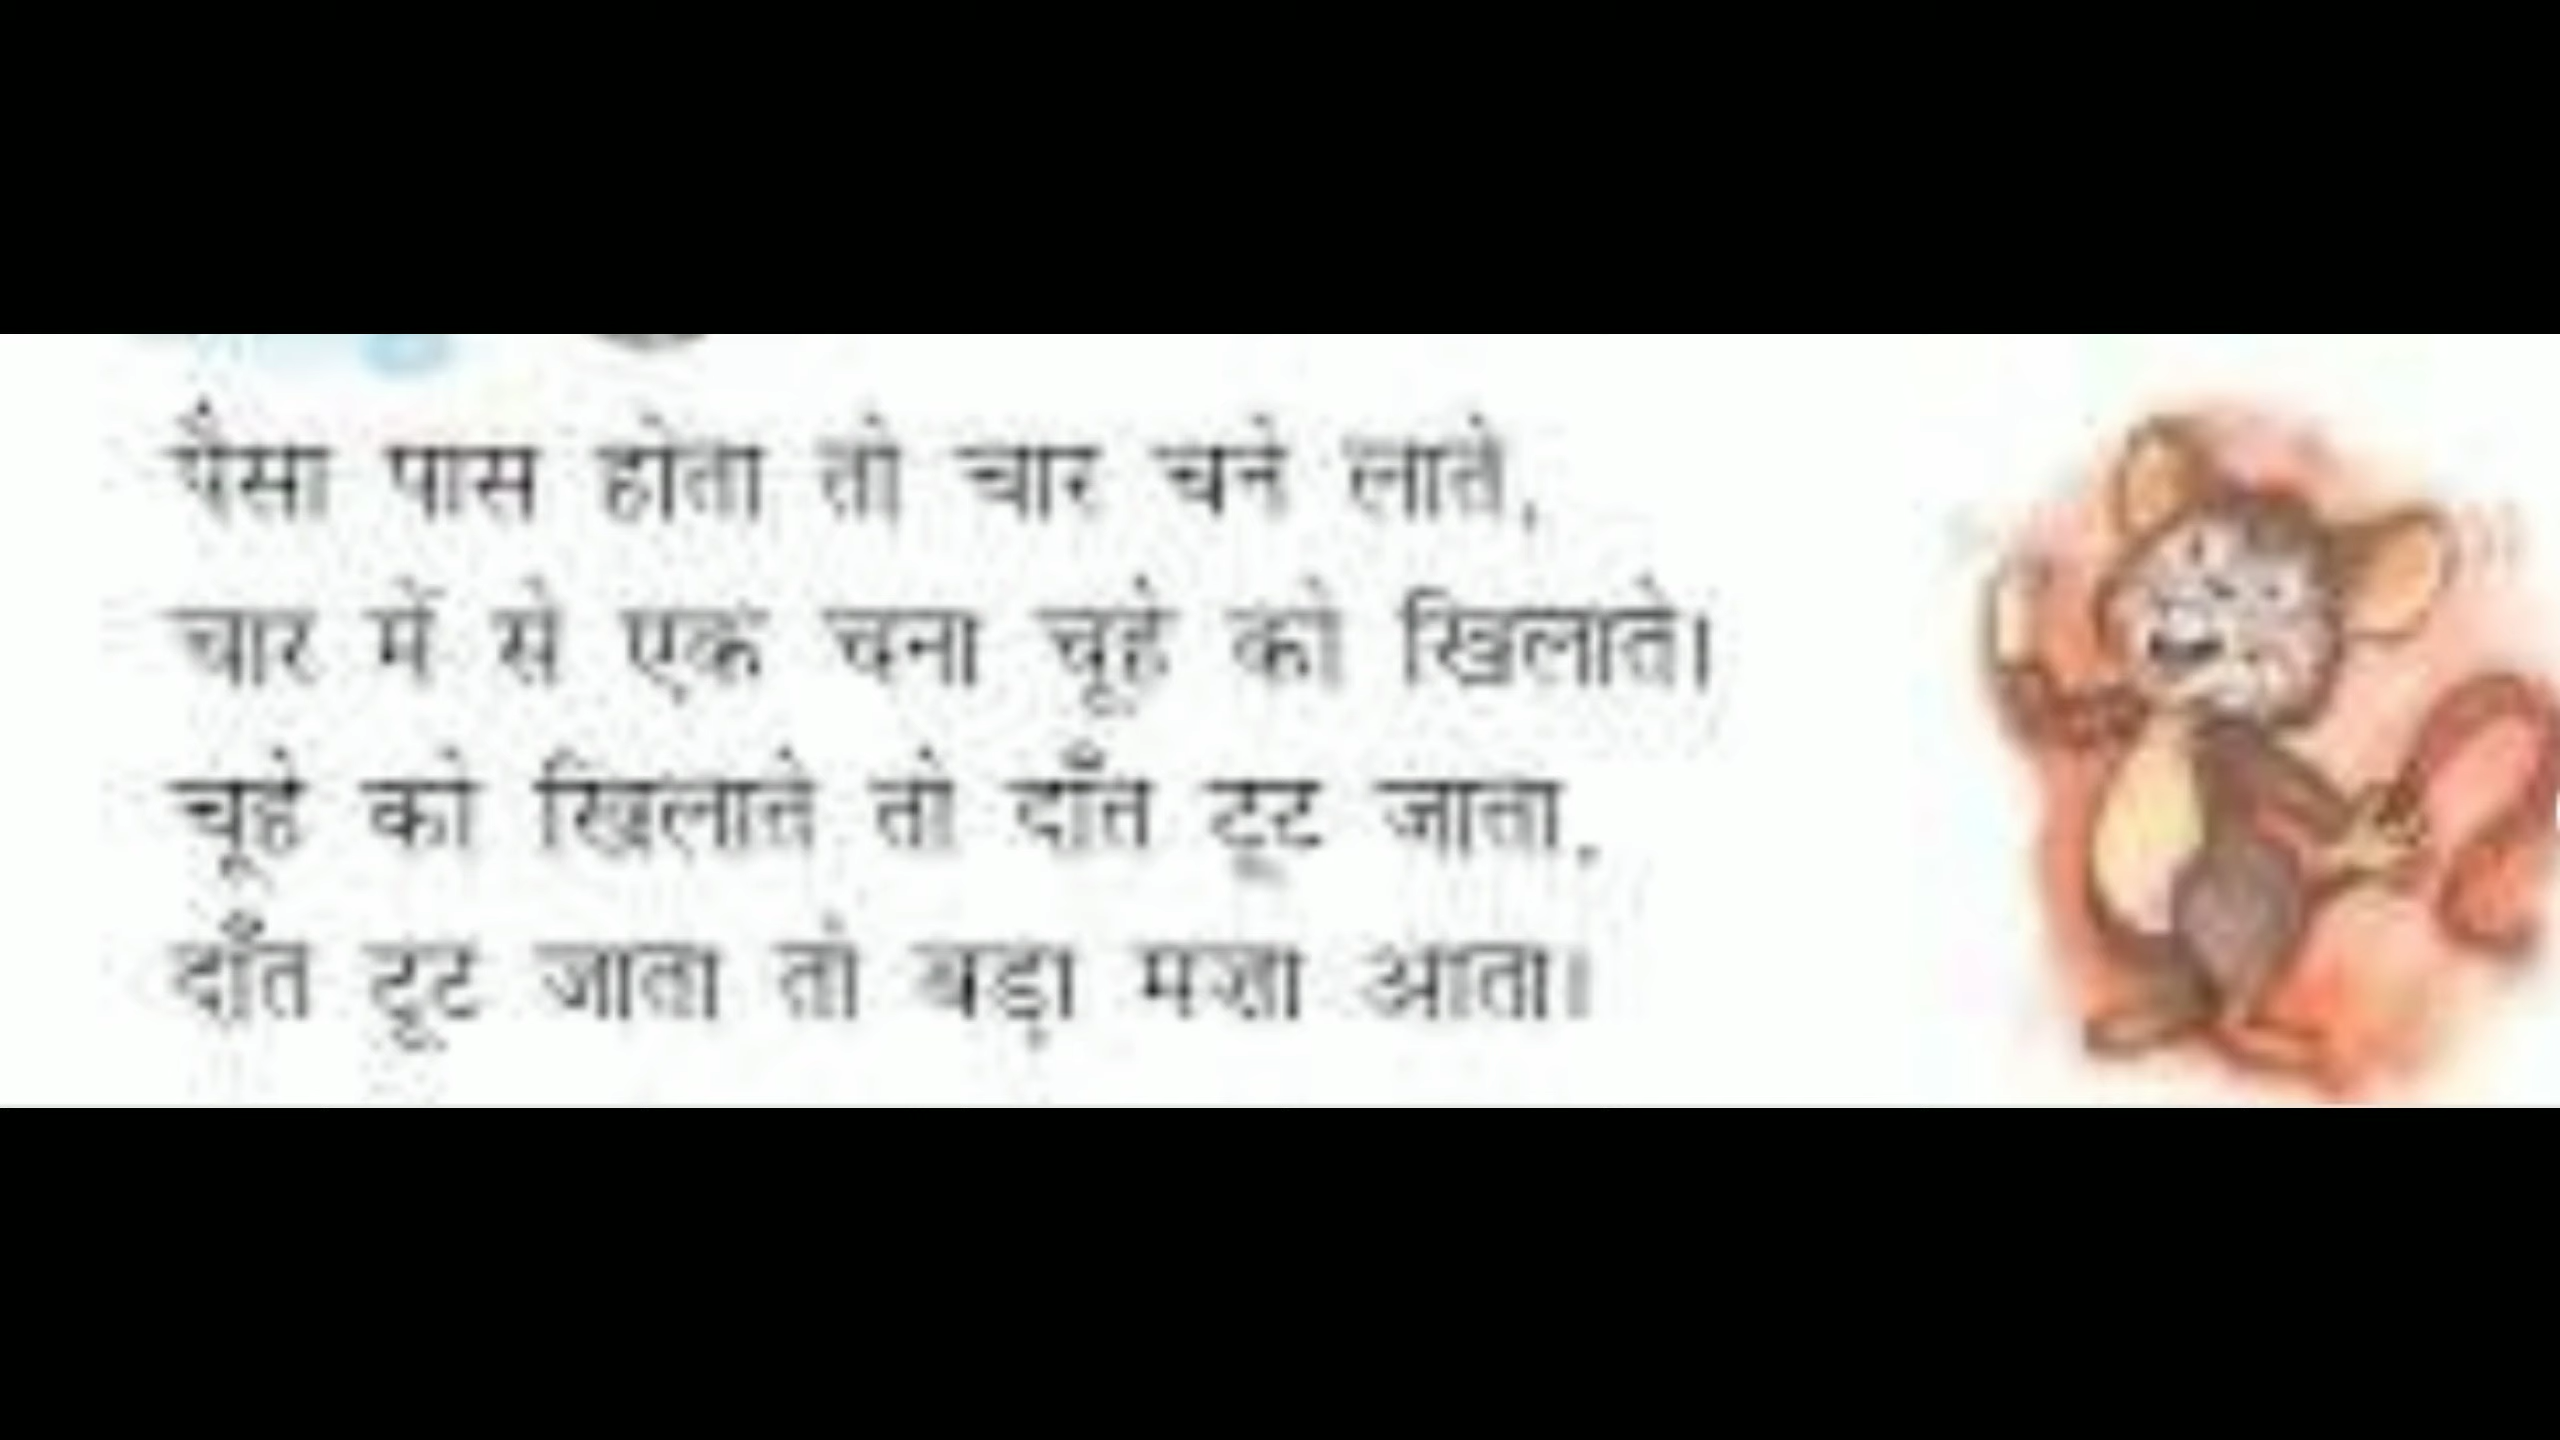 पैसा पास होता तो चार चने लाते,
चार में से एक चना चूहे को खिलाते।
चूहे को खिलाते तो दाँत टूट जाता,
दाँत टूट जाता तो बड़ा मज़ा आता।